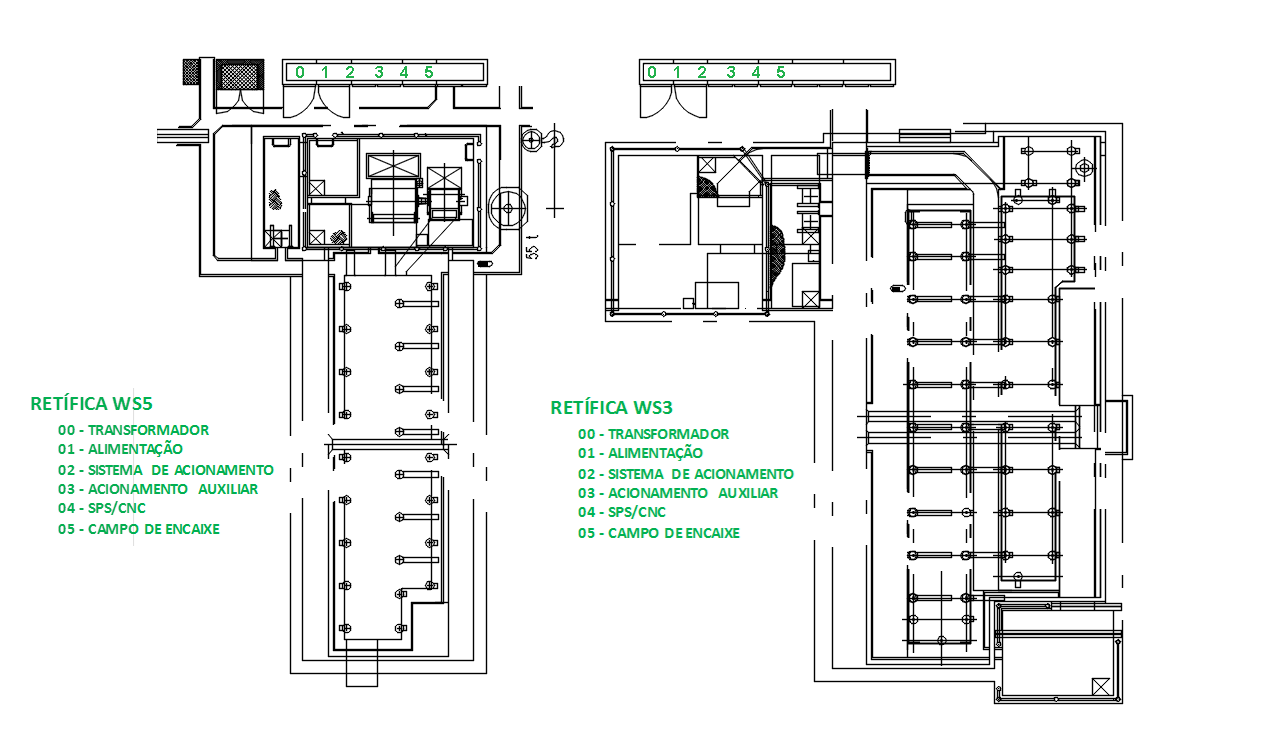 0 1 2 3 4 5
0 1 2 3 4 5
55 t
RETÍFICA WS5
00 - TRANSFORMADOR
01 - ALIMENTAÇÃO
02 - SISTEMA DE ACIONAMENTO
03 - ACIONAMENTO AUXILIAR
04 - SPS/CNC
05 - CAMPO DE ENCAIXE
RETÍFICA WS3
00 - TRANSFORMADOR
01 - ALIMENTAÇÃO
02 - SISTEMA DE ACIONAMENTO
03 - ACIONAMENTO AUXILIAR
04 - SPS/CNC
05 - CAMPO DE ENCAIXE